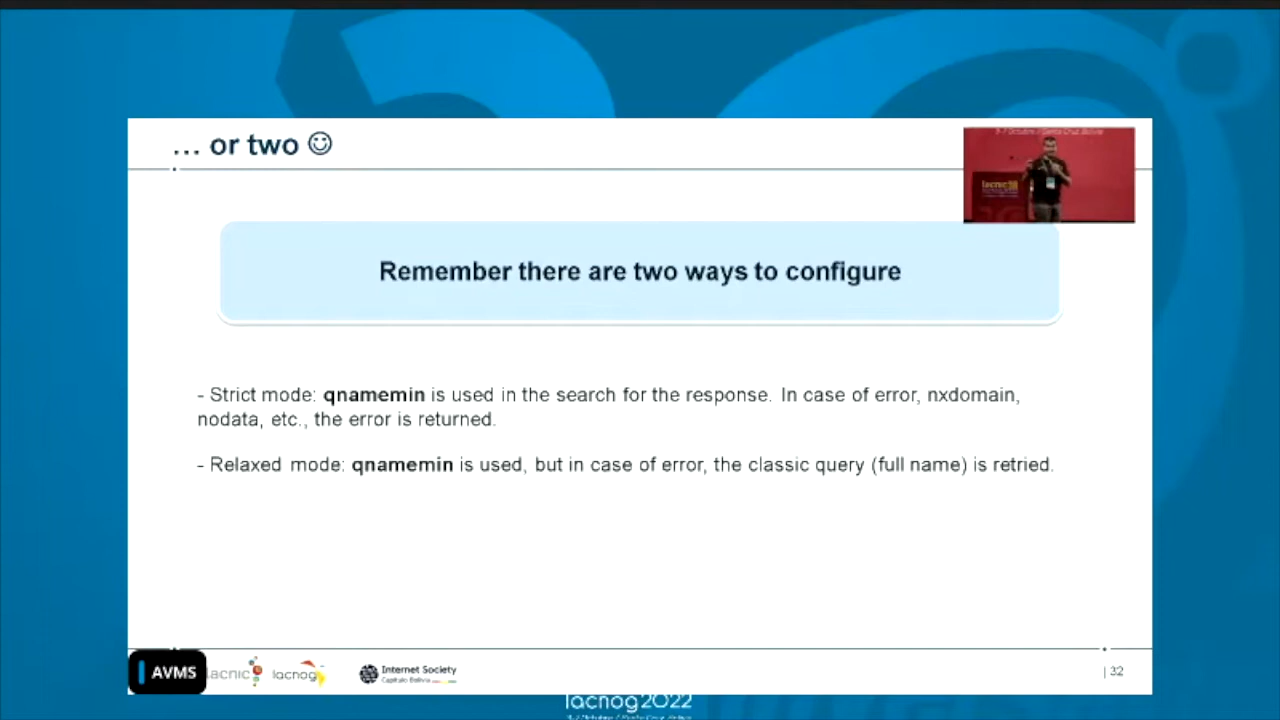 ... or two ☺
Remember there are two ways to configure
- Strict mode: qnamemin is used in the search for the response. In case of error, nxdomain,
nodata, etc., the error is returned.
- Relaxed mode: qnamemin is used, but in case of error, the classic query (full name) is retried.
AVMS
lacnic
lacnog
Internet Society
Capítulo Bolivia
| 32
lacnog2022